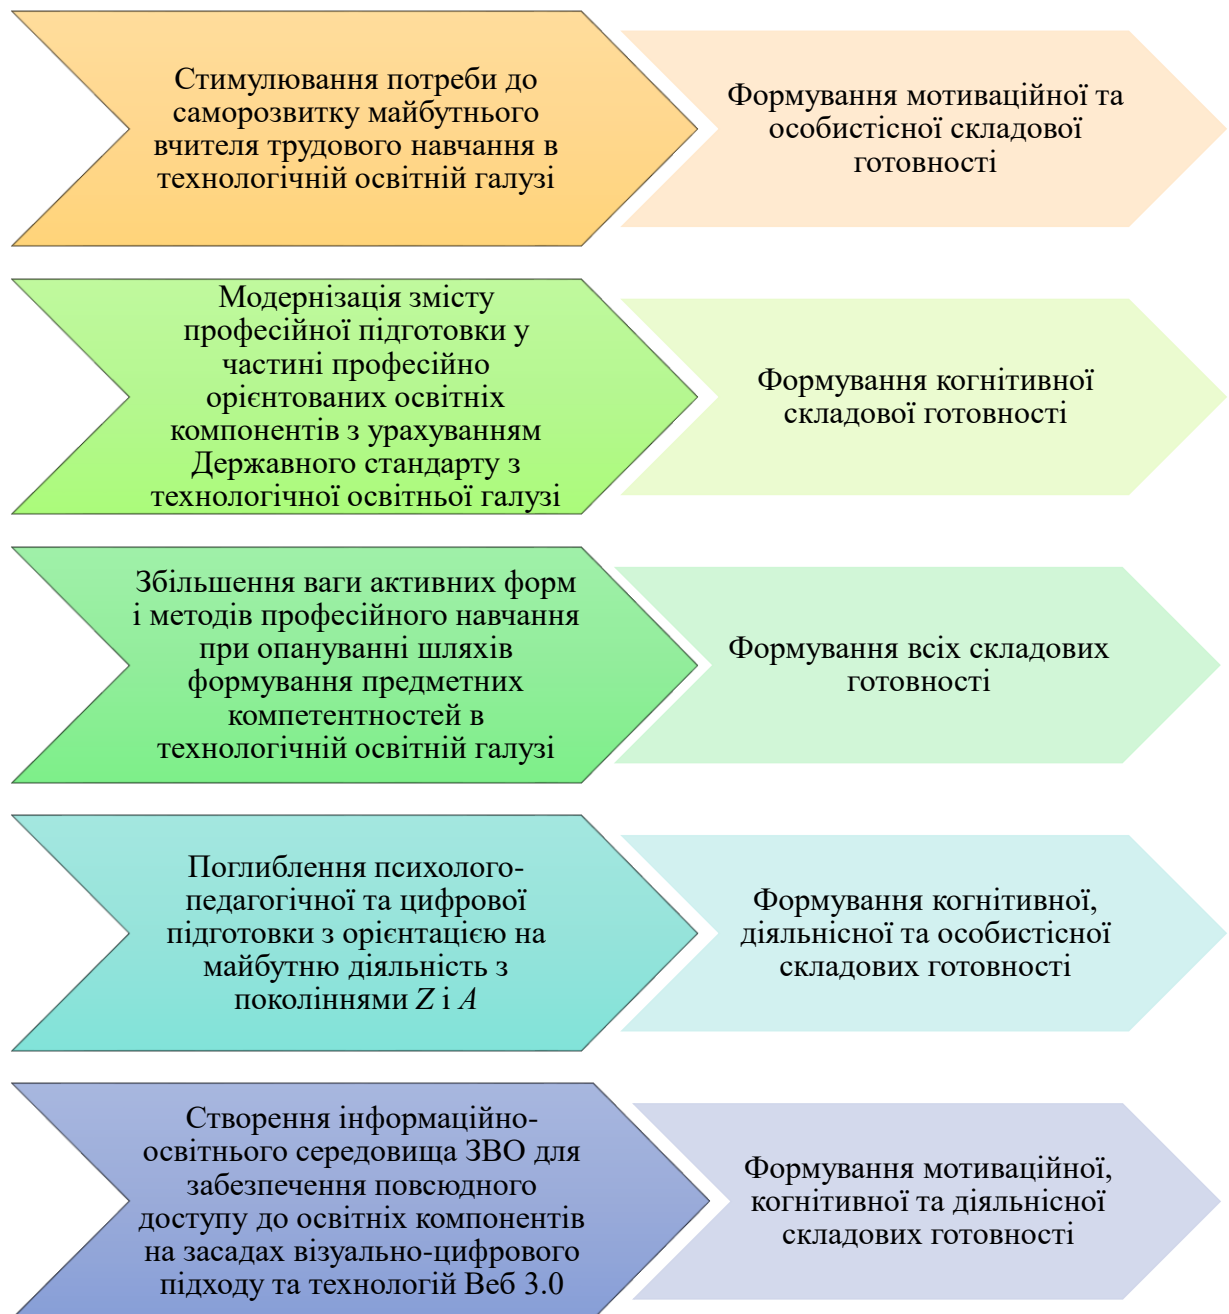 Стимулювання потреби до
саморозвитку майбутнього
вчителя трудового навчання в
технологічній освітній галузі
Формування мотиваційної та
особистісної складової
готовності
Модернізація змісту
професійної підготовки у
частині професійно
орієнтованих освітніх
компонентів з урахуванням
Державного стандарту з
технологічної освітньої галузі
Формування когнітивної
складової готовності
Збільшення ваги активних форм
і методів професійного навчання
при опануванні шляхів
формування предметних
компетентностей в
технологічній освітній галузі
Формування всіх складових
готовності
Поглиблення психолого-
педагогічної та цифрової
підготовки з орієнтацією на
майбутню діяльність з
поколіннями Z і А
Формування когнітивної,
діяльнісної та особистісної
складових готовності
Створення інформаційно-
освітнього середовища ЗВО для
забезпечення повсюдного
доступу до освітніх компонентів
на засадах візуально-цифрового
підходу та технологій Веб 3.0
Формування мотиваційної,
когнітивної та діяльнісної
складових готовності